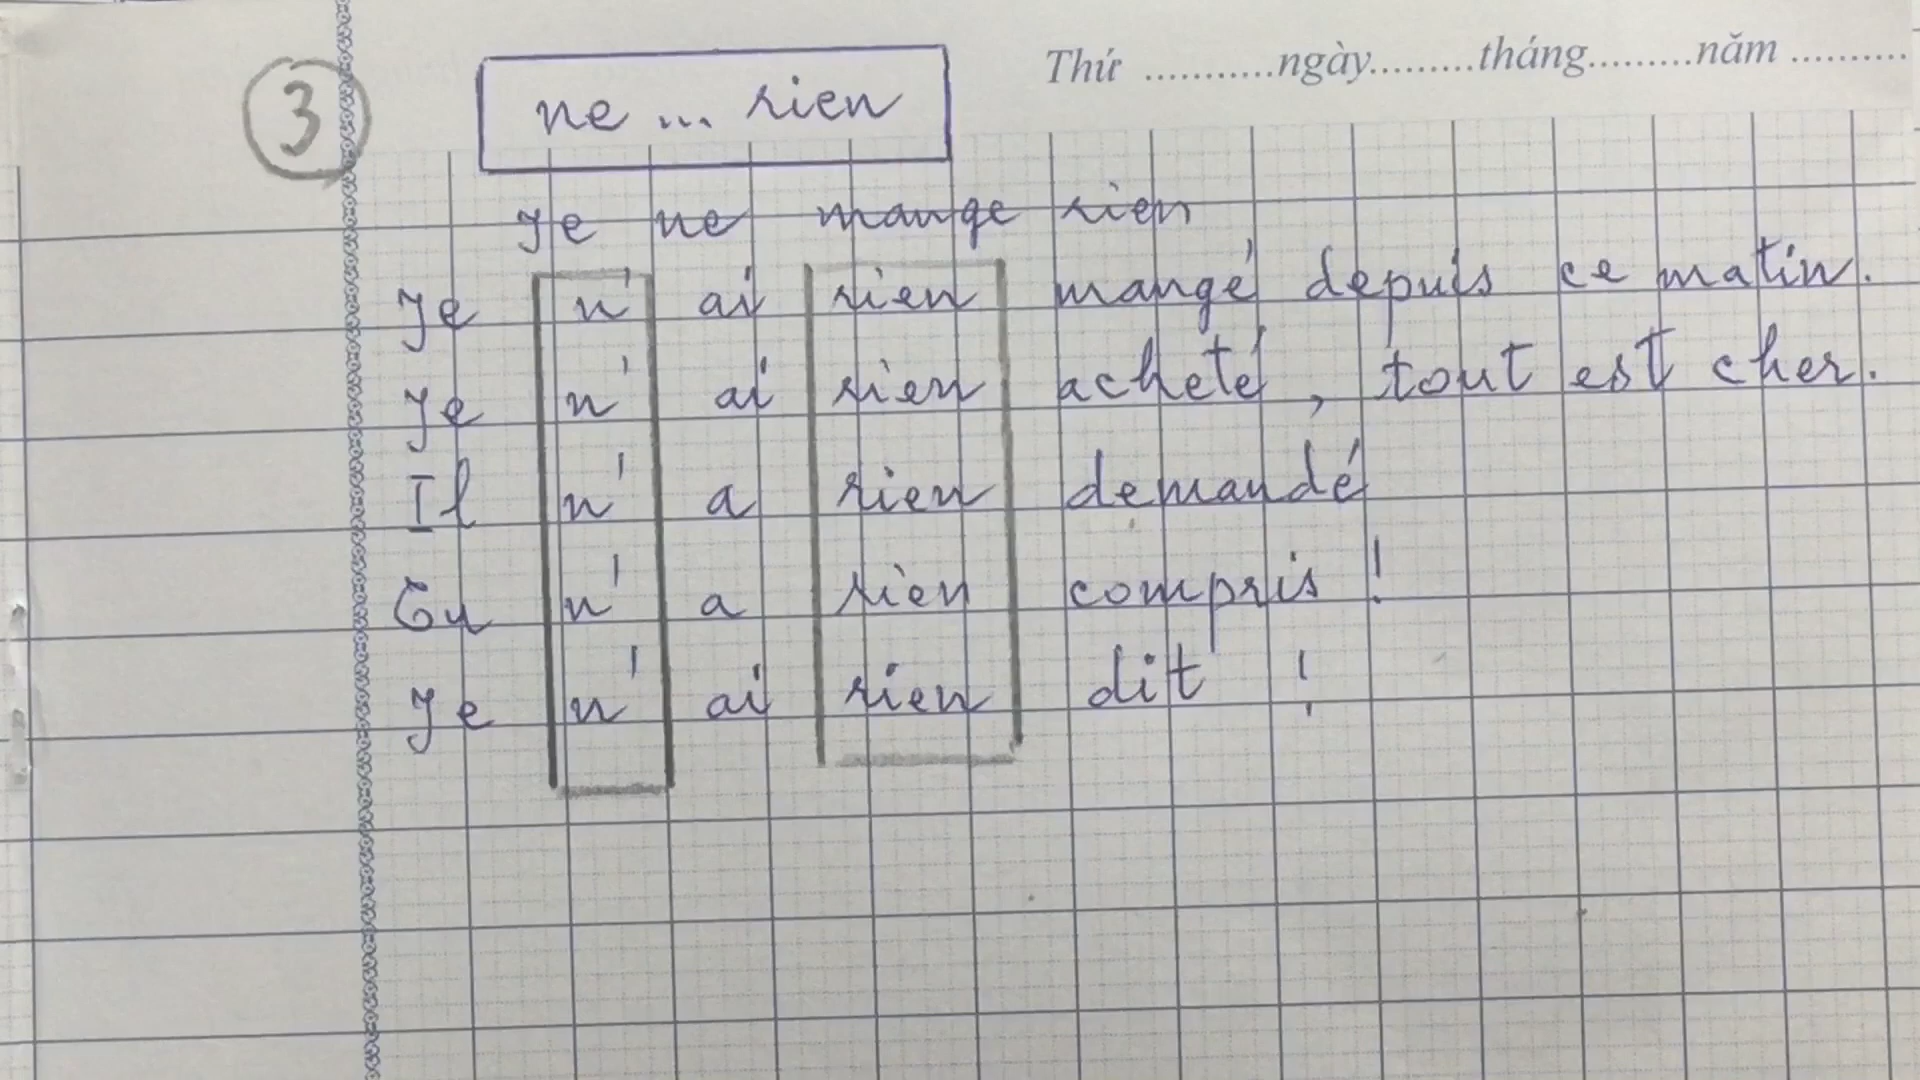 Thứ ...........ngày.........tháng.........năm ..........
3
ne ... rien
Je ne mange rien
Je n' ai rien mangé depuis ce matin.
Je n' ai rien acheté, tout est cher.
Il n' a rien demandé
Tu n' a rien compris !
Je n' ai rien dit !